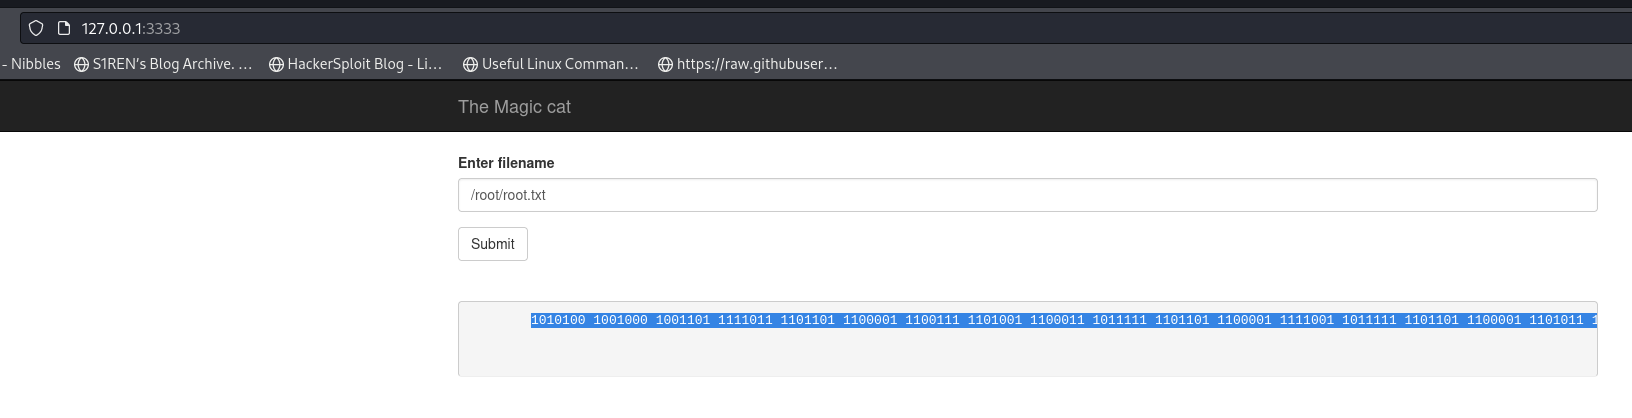 127.0.0.1:3333
- Nibbles S1REN's Blog Archive. ... HackerSploit Blog - Li... Useful Linux Comman... https://raw.githubuser...
The Magic cat
Enter filename
/root/root.txt
Submit
1010100 1001000 1001101 1111011 1101101 1100001 1100111 1101001 1100011 1011111 1101101 1100001 1111001 1011111 1101101 1100001 1101011 1